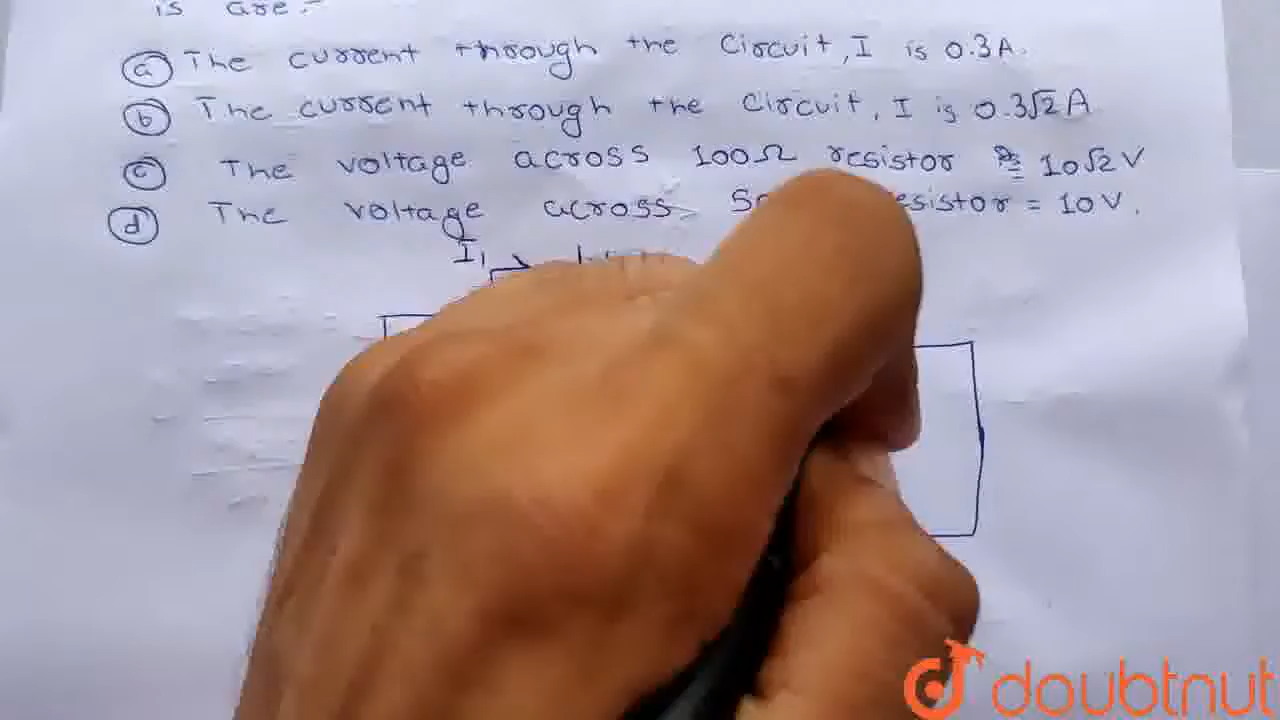 is are:-
(a) The current through the circuit, I is 0.3A.
(b) The current through the circuit, I is 0.3√2 A
(c) The voltage across 100Ω resistor = 10√2 V
(d) The voltage across resistor = 10V.
I₁
doubtnut